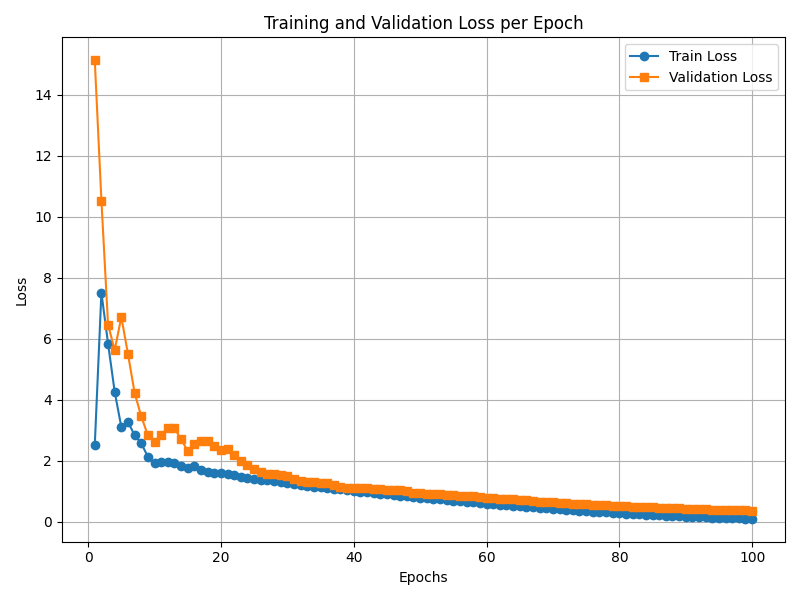 Training and Validation Loss per Epoch
Train Loss
Validation Loss
14
12
10
8
6
4
2
0
Loss
0 20 40 60 80 100
Epochs